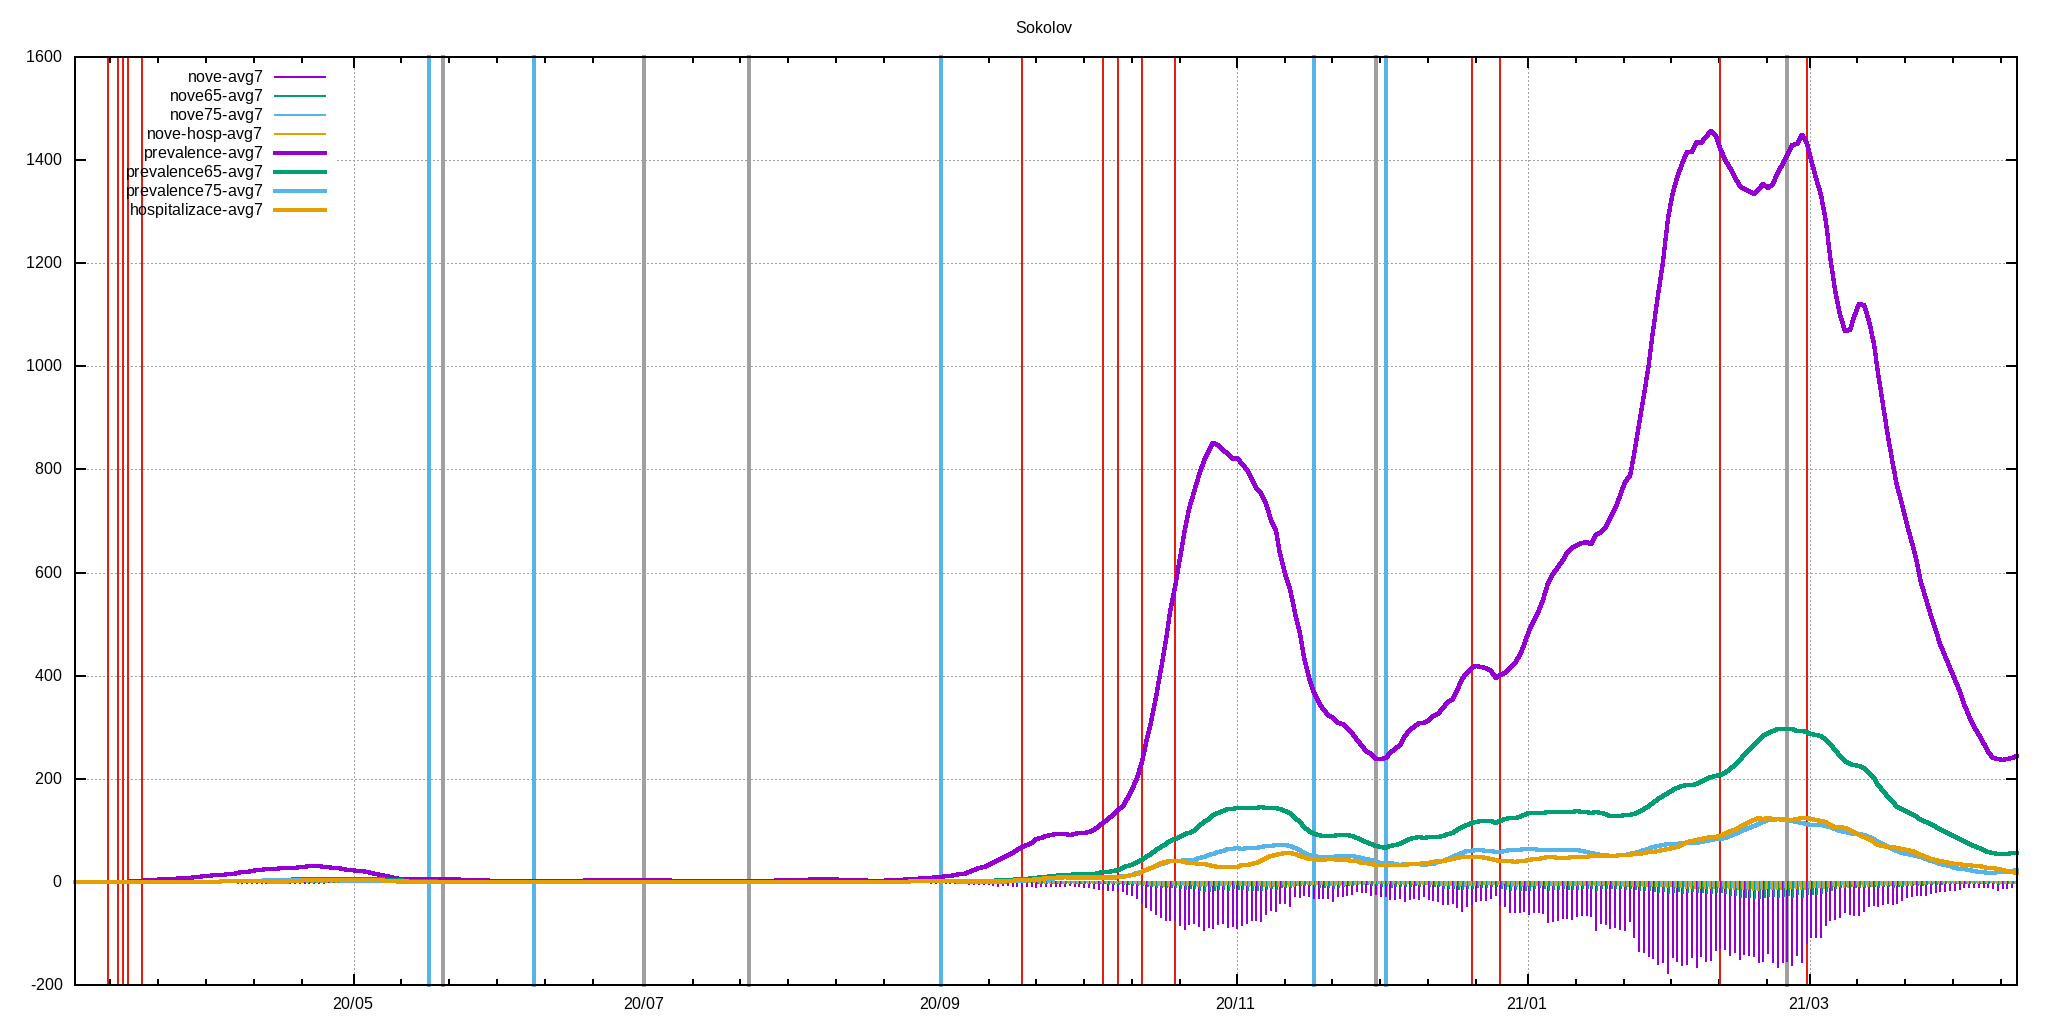 Sokolov
1600
1400
1200
1000
800
600
400
200
0
-200
nove-avg7
nove65-avg7
nove75-avg7
nove-hosp-avg7
prevalence-avg7
prevalence65-avg7
prevalence75-avg7
hospitalizace-avg7
20/05
20/07
20/09
20/11
21/01
21/03